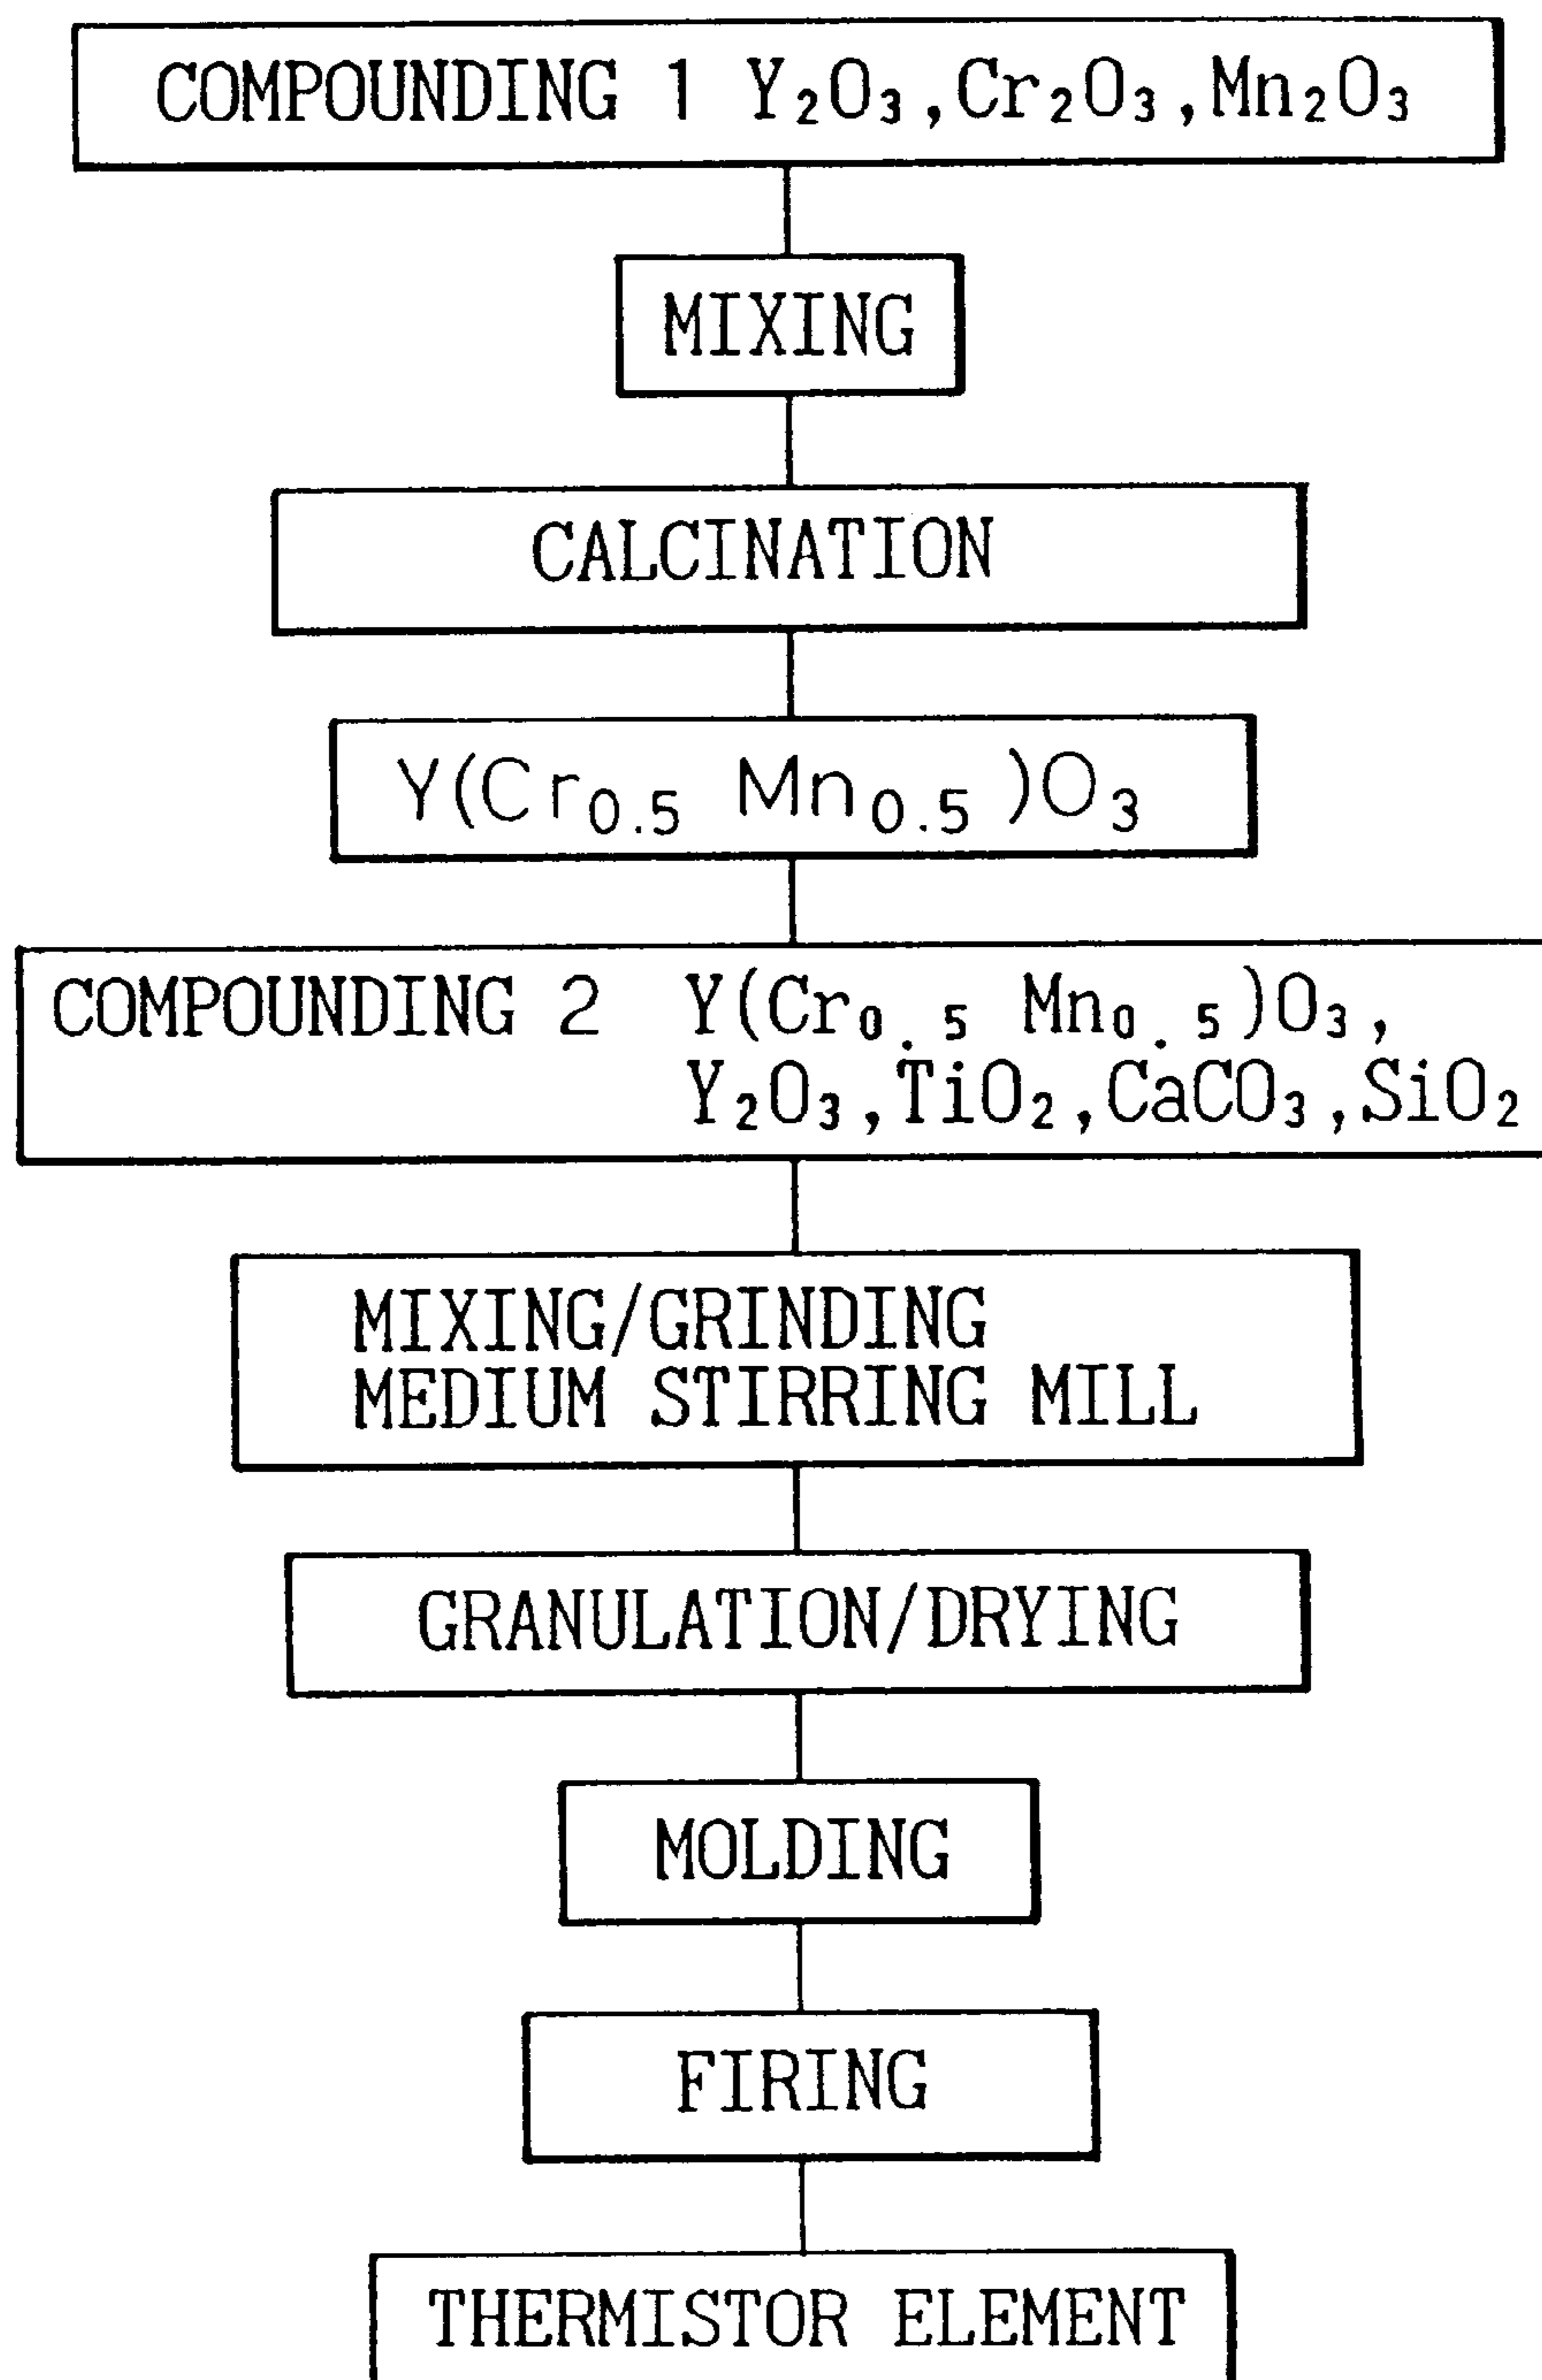 COMPOUNDING 1 Y₂O₃,Cr₂O₃,Mn₂O₃
MIXING
CALCINATION
Y(Cr₀.₅ Mn₀.₅)O₃
COMPOUNDING 2 Y(Cr₀.₅ Mn₀.₅)O₃,
Y₂O₃,TiO₂,CaCO₃,SiO₂
MIXING/GRINDING
MEDIUM STIRRING MILL
GRANULATION/DRYING
MOLDING
FIRING
THERMISTOR ELEMENT